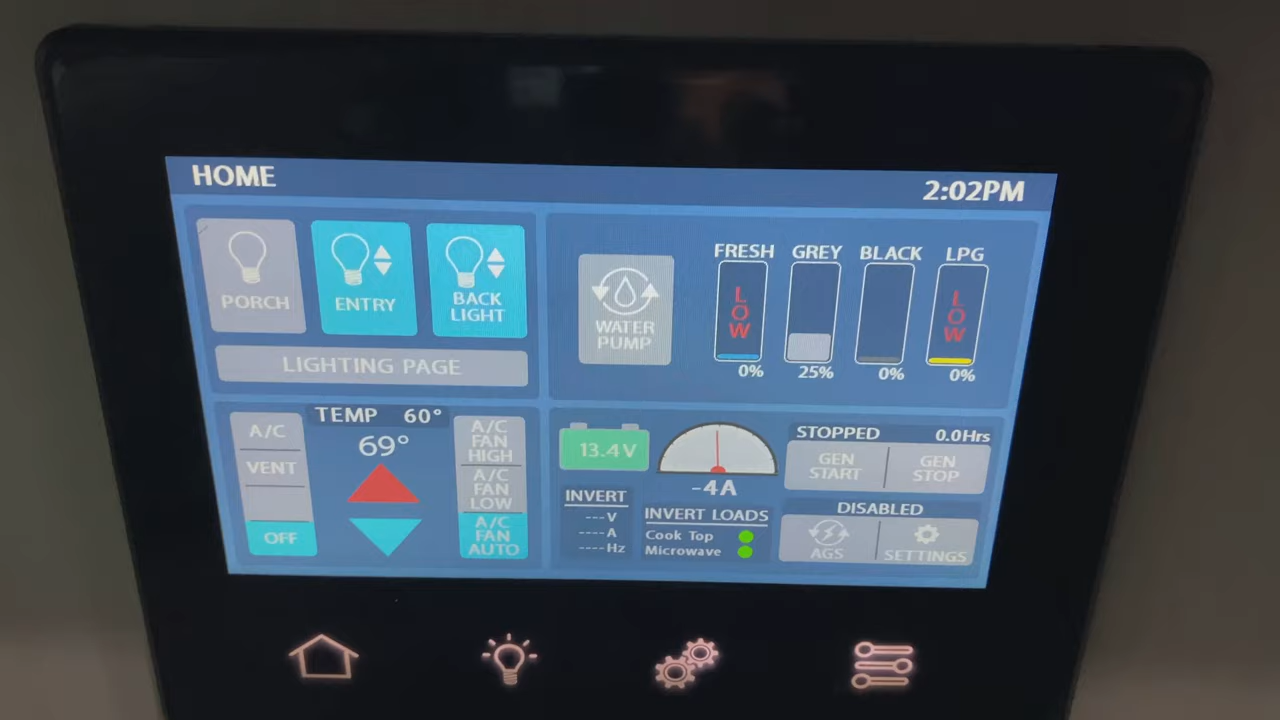 HOME
2:02PM
PORCH
ENTRY
BACK
LIGHT
LIGHTING PAGE
WATER
PUMP
FRESH
GREY
BLACK
LPG
LOW
LOW
0%
25%
0%
0%
TEMP 60°
69°
A/C
VENT
OFF
A/C
FAN
HIGH
A/C
FAN
LOW
A/C
FAN
AUTO
13.4V
-4A
INVERT
---V
----A
----Hz
INVERT LOADS
Cook Top
Microwave
STOPPED 0.0Hrs
GEN
START
GEN
STOP
DISABLED
AGS
SETTINGS